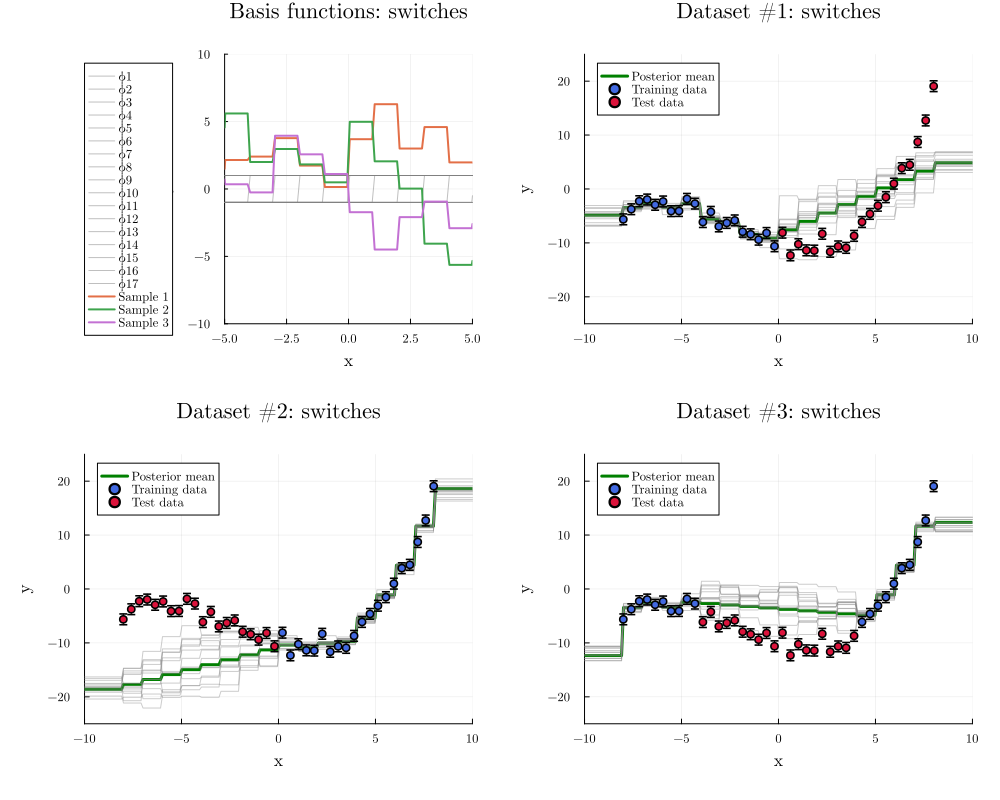 Basis functions: switches
ϕ1
ϕ2
ϕ3
ϕ4
ϕ5
ϕ6
ϕ7
ϕ8
ϕ9
ϕ10
ϕ11
ϕ12
ϕ13
ϕ14
ϕ15
ϕ16
ϕ17
Sample 1
Sample 2
Sample 3
10
5
0
−5
−10
−5.0 −2.5 0.0 2.5 5.0
x
Dataset #1: switches
Posterior mean
Training data
Test data
y
20
10
0
−10
−20
−10 −5 0 5 10
x
Dataset #2: switches
Posterior mean
Training data
Test data
y
20
10
0
−10
−20
−10 −5 0 5 10
x
Dataset #3: switches
Posterior mean
Training data
Test data
y
20
10
0
−10
−20
−10 −5 0 5 10
x